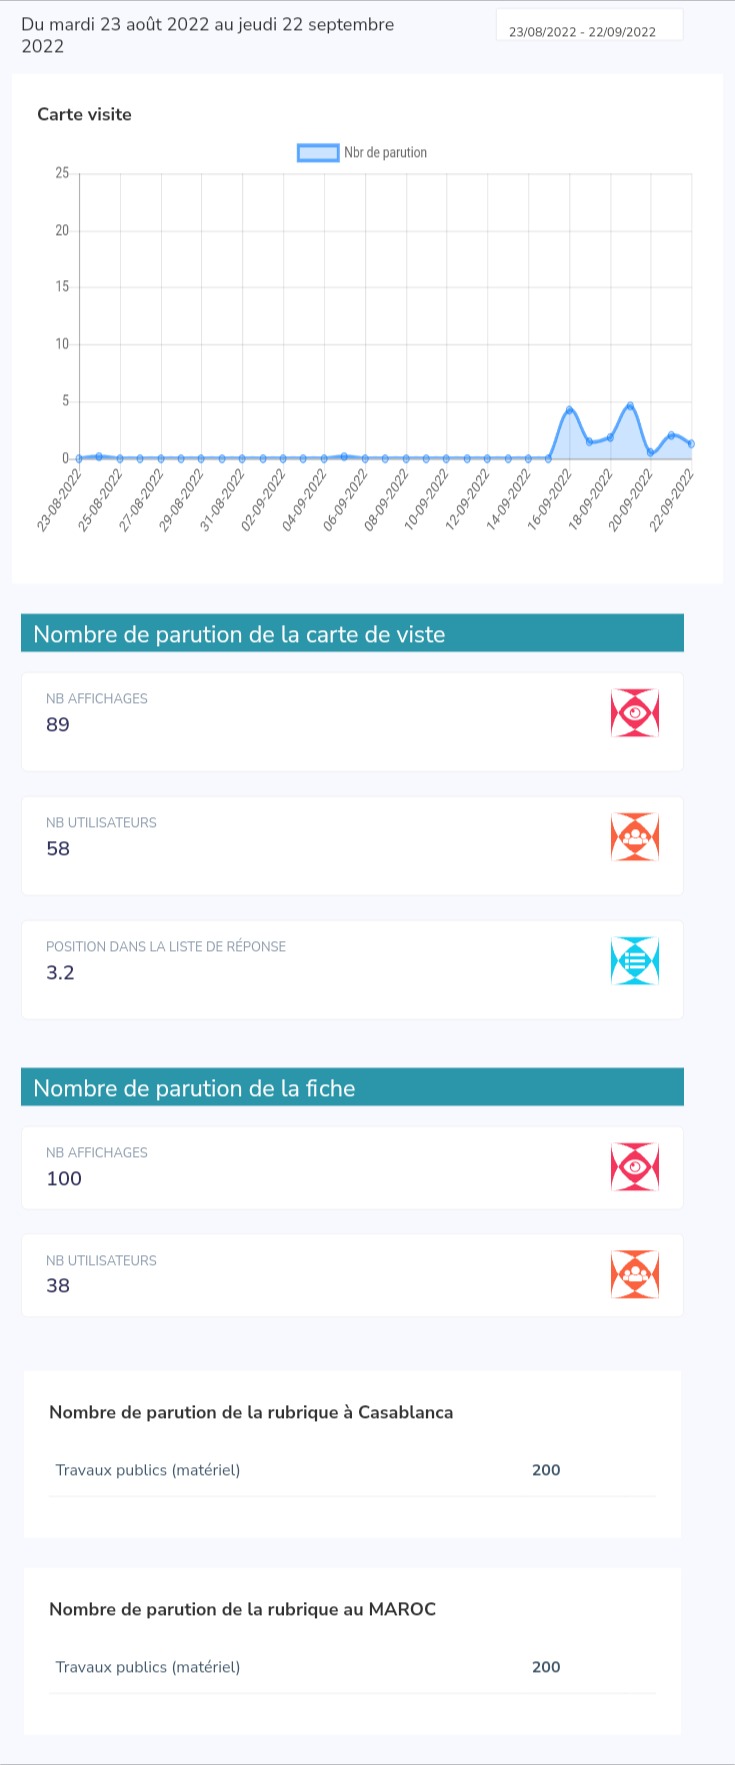 Du mardi 23 août 2022 au jeudi 22 septembre
2022
23/08/2022 - 22/09/2022
Carte visite
Nbr de parution
25
20
15
10
5
0
23-08-2022
25-08-2022
27-08-2022
29-08-2022
31-08-2022
02-09-2022
04-09-2022
06-09-2022
08-09-2022
10-09-2022
12-09-2022
14-09-2022
16-09-2022
18-09-2022
20-09-2022
22-09-2022
Nombre de parution de la carte de viste
NB AFFICHAGES
89
NB UTILISATEURS
58
POSITION DANS LA LISTE DE RÉPONSE
3.2
Nombre de parution de la fiche
NB AFFICHAGES
100
NB UTILISATEURS
38
Nombre de parution de la rubrique à Casablanca
Travaux publics (matériel) 200
Nombre de parution de la rubrique au MAROC
Travaux publics (matériel) 200